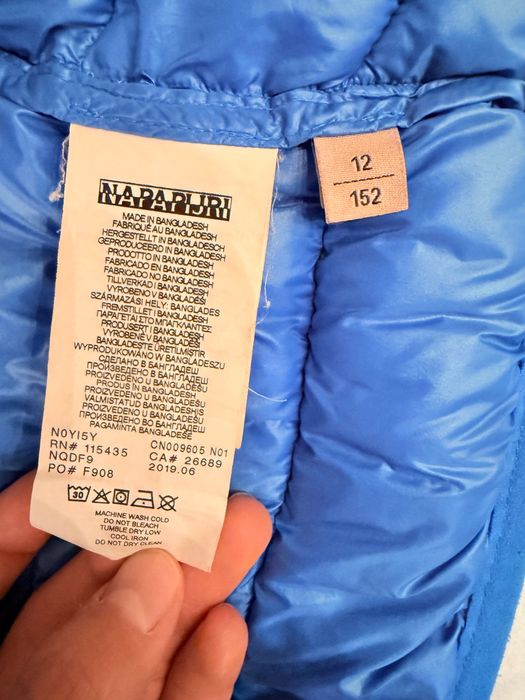 NAPAPIJRI
MADE IN BANGLADESH
FABRIQUÉ AU BANGLADESH
HERGESTELLT IN BANGLADESCH
GEPRODUCEERD IN BANGLADESH
PRODOTTO IN BANGLADESH
FABRICADO EN BANGLADESH
FABRICADO NO BANGLADESH
TILLVERKAD I BANGLADESH
VYROBENO V BANGLADÉŠI
SZÁRMAZÁSI HELY: BANGLADES
FREMSTILLET I BANGLADESH
ΠΑΡΑΓΕΤΑΙ ΣΤΟ ΜΠΑΓΚΛΑΝΤΕΣ
PRODUSERT I BANGLADESH
VYROBENÉ V BANGLADÉŠI
BANGLADESTE ÜRETILMISTIR
WYPRODUKOWANO W BANGLADESZU
СДЕЛАНО В БАНГЛАДЕШ
ПРОИЗВЕДЕНО В БАНГЛАДЕШ
PROIZVEDENO U BANGLADEŠU
PRODUS ÎN BANGLADESH
PROIZVEDENO U BANGLADEŠU
VALMISTATUD BANGLADESHIS
VYROBENO V BANGLADESH
ПРОИЗВЕДЕНО ВО БАНГЛАДЕШ
PAGAMINTA BANGLADEŠE
N0YI5Y CN009605 N01
RN# 115435 CA# 26689
NQDF9 2019.06
PO# F908
30
MACHINE WASH COLD
DO NOT BLEACH
TUMBLE DRY LOW
COOL IRON
DO NOT DRY CLEAN
12
152